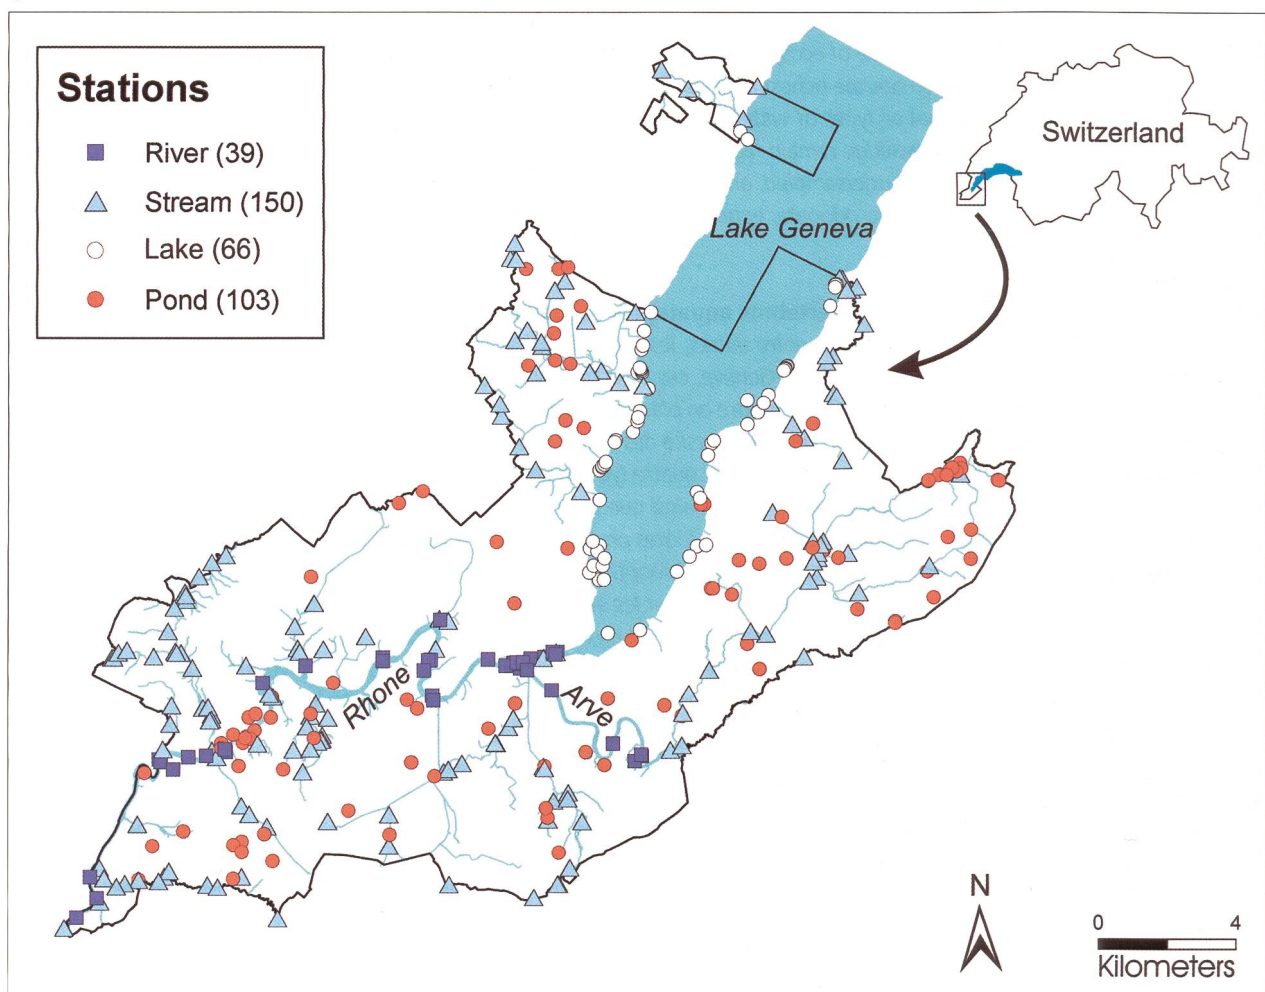 Stations
River (39)
Stream (150)
Lake (66)
Pond (103)
Switzerland
Lake Geneva
Rhone
Arve
N
0 4
Kilometers